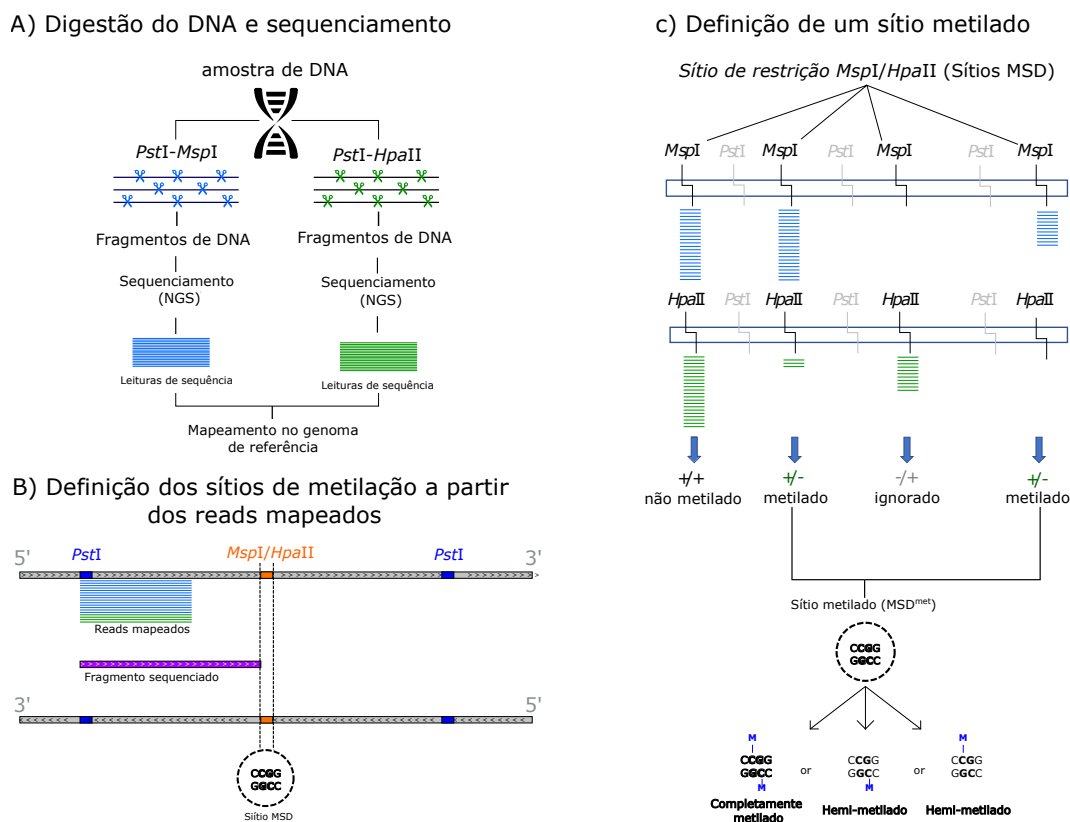 A) Digestão do DNA e sequenciamento
amostra de DNA
PstI-MspI
PstI-HpaII
Fragmentos de DNA
Fragmentos de DNA
Sequenciamento
(NGS)
Sequenciamento
(NGS)
Leituras de sequência
Leituras de sequência
Mapeamento no genoma
de referência
B) Definição dos sítios de metilação a partir
dos reads mapeados
5'
PstI
MspI/HpaII
PstI
3'
Reads mapeados
Fragmento sequenciado
3'
5'
CCGG
GGCC
Siítio MSD
c) Definição de um sítio metilado
Sítio de restrição MspI/HpaII (Sítios MSD)
MspI
PstI
MspI
PstI
MspI
PstI
MspI
HpaII
PstI
HpaII
PstI
HpaII
PstI
HpaII
+/+
não metilado
+/-
metilado
-/+
ignorado
+/-
metilado
Sítio metilado (MSDmet)
CCGG
GGCC
M
CCGG
GGCC
M
Completamente
metilado
or
CCGG
GGCC
M
Hemi-metilado
or
M
CCGG
GGCC
Hemi-metilado